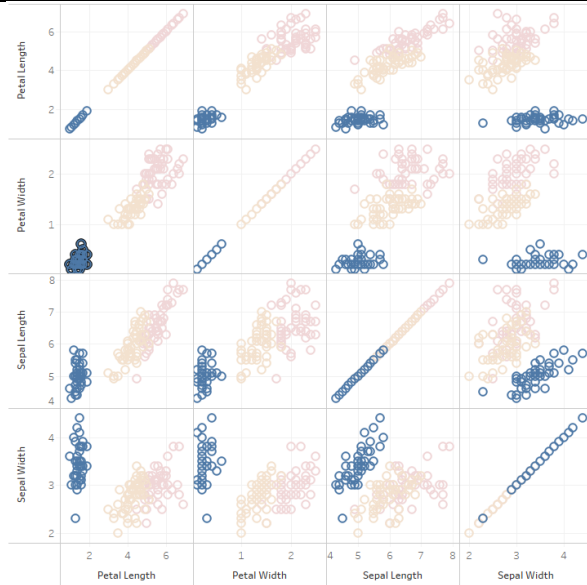 Petal Length
6
4
2
Petal Width
2
1
Sepal Length
8
7
6
5
4
Sepal Width
4
3
2
2 4 6 1 2 4 5 6 7 8 2 3 4
Petal Length Petal Width Sepal Length Sepal Width